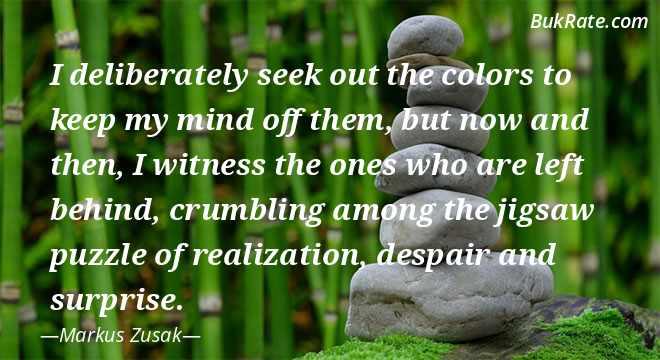 BukRate.com
I deliberately seek out the colors to
keep my mind off them, but now and
then, I witness the ones who are left
behind, crumbling among the jigsaw
puzzle of realization, despair and
surprise.
—Markus Zusak—